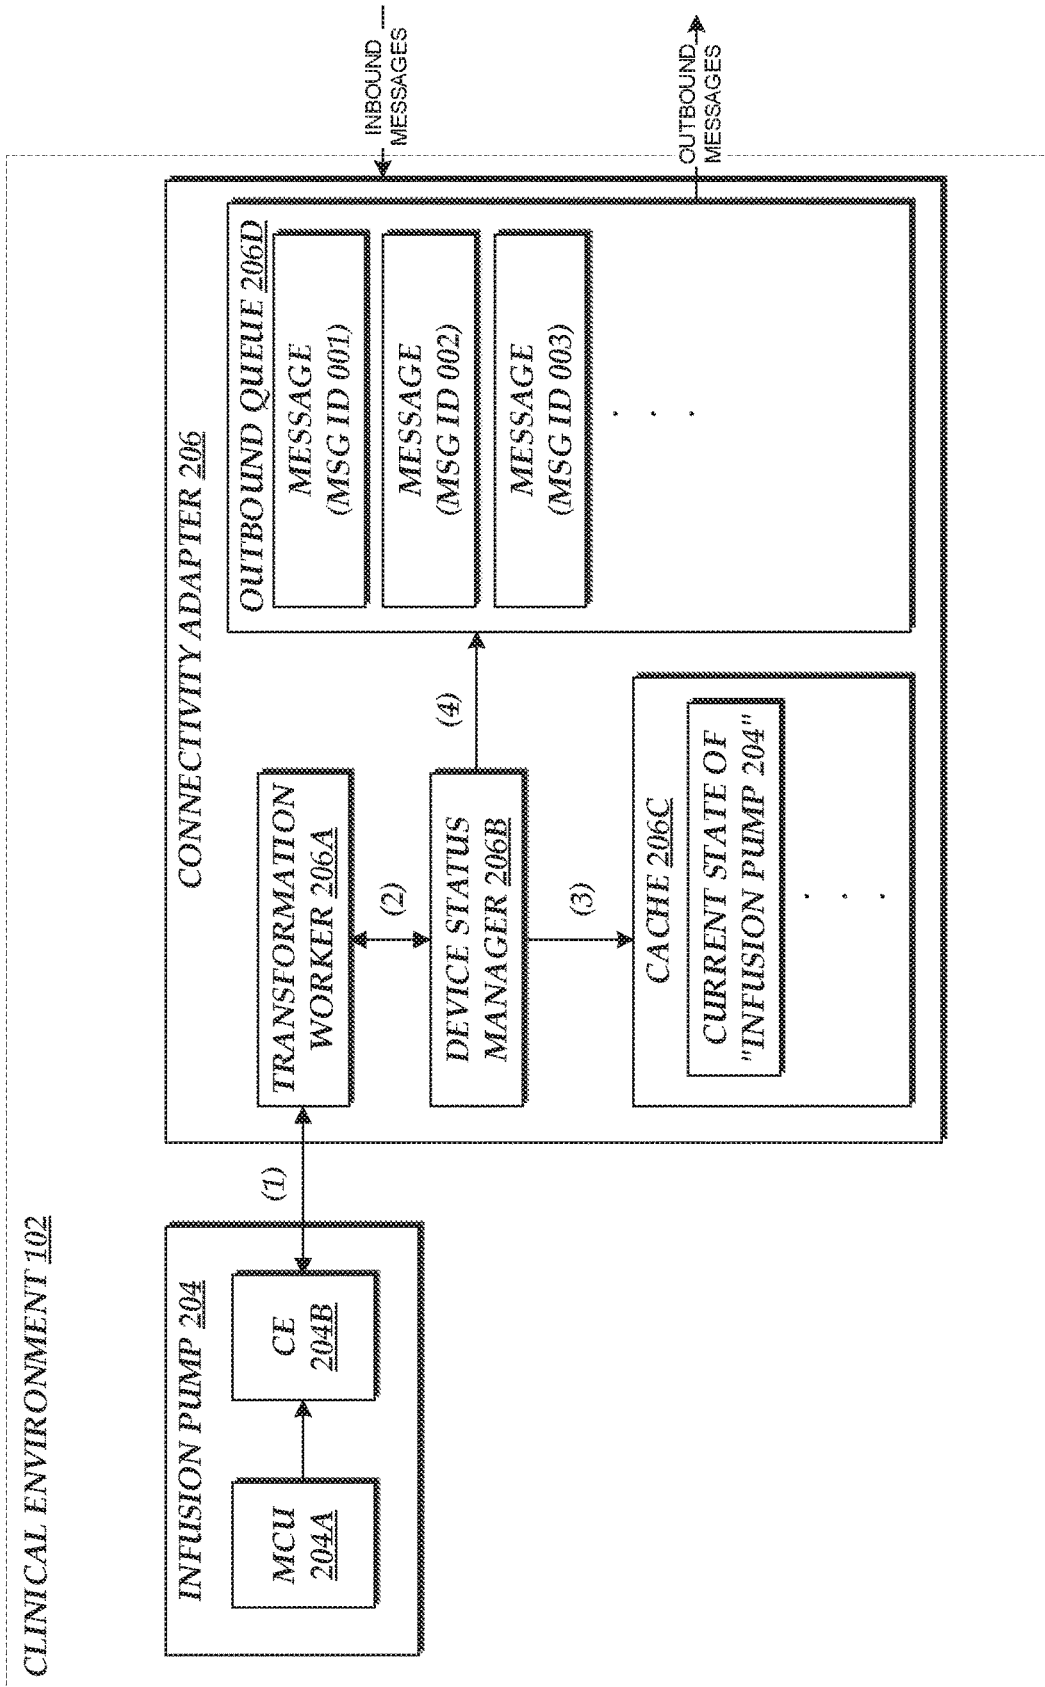 CLINICAL ENVIRONMENT 102
INFUSION PUMP 204
MCU
204A
CE
204B
(1)
CONNECTIVITY ADAPTER 206
TRANSFORMATION
WORKER 206A
(2)
DEVICE STATUS
MANAGER 206B
(3)
(4)
CACHE 206C
CURRENT STATE OF
"INFUSION PUMP 204"
. . .
OUTBOUND QUEUE 206D
MESSAGE
(MSG ID 001)
MESSAGE
(MSG ID 002)
MESSAGE
(MSG ID 003)
. . .
INBOUND
MESSAGES
OUTBOUND
MESSAGES